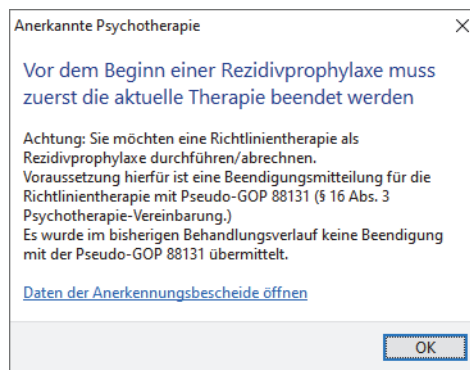 Anerkannte Psychotherapie
Vor dem Beginn einer Rezidivprophylaxe muss
zuerst die aktuelle Therapie beendet werden
Achtung: Sie möchten eine Richtlinientherapie als
Rezidivprophylaxe durchführen/abrechnen.
Voraussetzung hierfür ist eine Beendigungsmitteilung für die
Richtlinientherapie mit Pseudo-GOP 88131 (§ 16 Abs. 3
Psychotherapie-Vereinbarung.)
Es wurde im bisherigen Behandlungsverlauf keine Beendigung
mit der Pseudo-GOP 88131 übermittelt.
Daten der Anerkennungsbescheide öffnen
OK